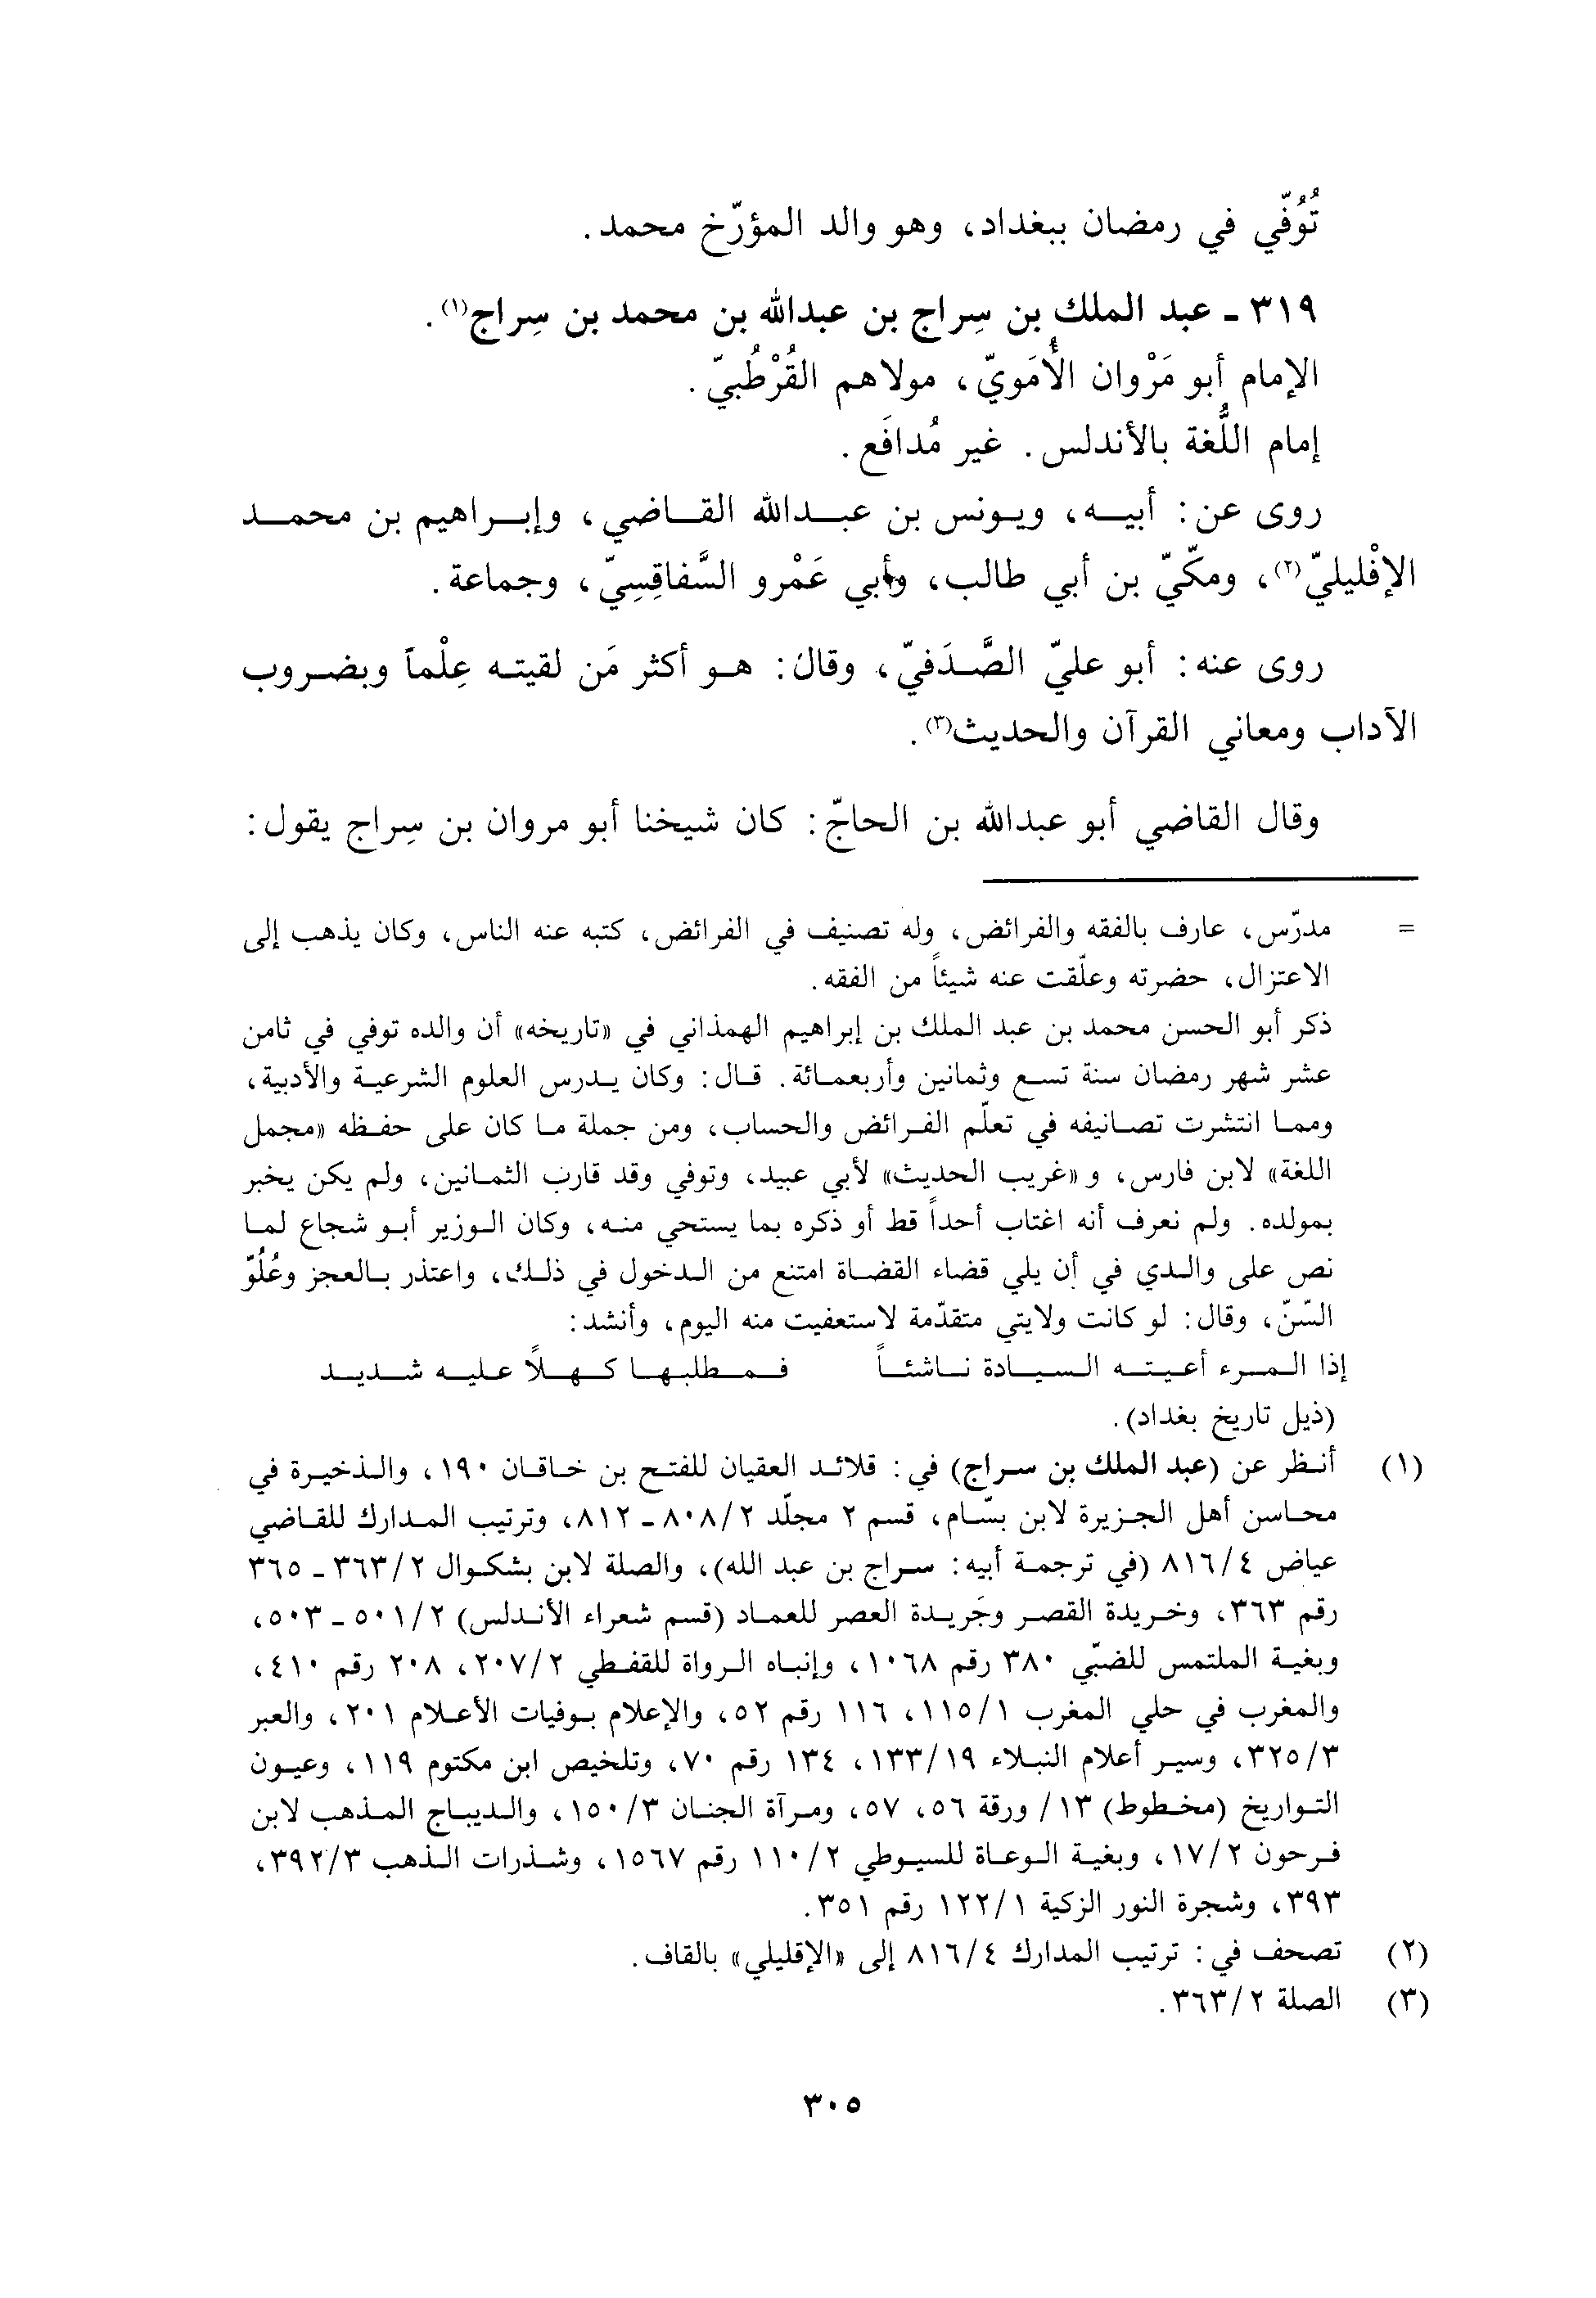 تُوُفّي في رمضان ببغداد، وهو والد المؤرّخ محمد.
٣١٩ ـ عبد الملك بن سِراج بن عبدالله بن محمد بن سِراج(١).
الإمام أبو مَرْوان الأُمَويّ، مولاهم القُرْطُبيّ.
إمام اللُّغة بالأندلس. غير مُدافَع.
روى عن: أبيه، ويونس بن عبدالله القاضي، وإبراهيم بن محمد
الإفْليليّ(٢)، ومكّيّ بن أبي طالب، وأبي عَمْرو السَّفاقِسِيّ، وجماعة.
روى عنه: أبو عليّ الصَّدَفيّ، وقال: هو أكثر مَن لقيته عِلْماً وبضروب
الآداب ومعاني القرآن والحديث(٣).
وقال القاضي أبو عبدالله بن الحاجّ: كان شيخنا أبو مروان بن سِراج يقول:
= مدرّس، عارف بالفقه والفرائض، وله تصنيف في الفرائض، كتبه عنه الناس، وكان يذهب إلى
الاعتزال، حضرته وعلّقت عنه شيئاً من الفقه.
ذكر أبو الحسن محمد بن عبد الملك بن إبراهيم الهمذاني في «تاريخه» أن والده توفي في ثامن
عشر شهر رمضان سنة تسع وثمانين وأربعمائة. قال: وكان يدرس العلوم الشرعية والأدبية،
ومما انتشرت تصانيفه في تعلّم الفرائض والحساب، ومن جملة ما كان على حفظه «مجمل
اللغة» لابن فارس، و «غريب الحديث» لأبي عبيد، وتوفي وقد قارب الثمانين، ولم يكن يخبر
بمولده. ولم نعرف أنه اغتاب أحداً قط أو ذكره بما يستحي منه، وكان الوزير أبو شجاع لما
نص على والدي في أن يلي قضاء القضاة امتنع من الدخول في ذلك، واعتذر بالعجز وعُلُوّ
السّنّ، وقال: لو كانت ولايتي متقدّمة لاستعفيت منه اليوم، وأنشد:
إذا المرء أعيته السيادة ناشئاً فمطلبها كهلاً عليه شديد
(ذيل تاريخ بغداد).
(١) أنظر عن (عبد الملك بن سراج) في: قلائد العقيان للفتح بن خاقان ١٩٠، والذخيرة في
محاسن أهل الجزيرة لابن بسّام، قسم ٢ مجلّد ٨٠٨/٢ ـ ٨١٢، وترتيب المدارك للقاضي
عياض ٨١٦/٤ (في ترجمة أبيه: سراج بن عبد الله)، والصلة لابن بشكوال ٣٦٣/٢ ـ ٣٦٥
رقم ٣٦٣، وخريدة القصر وجَريدة العصر للعماد (قسم شعراء الأندلس) ٥٠١/٢ ـ ٥٠٣،
وبغية الملتمس للضبّي ٣٨٠ رقم ١٠٦٨، وإنباه الرواة للقفطي ٢٠٧/٢، ٢٠٨ رقم ٤١٠،
والمغرب في حلي المغرب ١١٥/١، ١١٦ رقم ٥٢، والإعلام بوفيات الأعلام ٢٠١، والعبر
٣٢٥/٣، وسير أعلام النبلاء ١٣٣/١٩، ١٣٤ رقم ٧٠، وتلخيص ابن مكتوم ١١٩، وعيون
التواريخ (مخطوط) ١٣/ ورقة ٥٦، ٥٧، ومرآة الجنان ١٥٠/٣، والديباج المذهب لابن
فرحون ١٧/٢، وبغية الوعاة للسيوطي ١١٠/٢ رقم ١٥٦٧، وشذرات الذهب ٣٩٢/٣،
٣٩٣، وشجرة النور الزكية ١٢٢/١ رقم ٣٥١.
(٢) تصحف في: ترتيب المدارك ٨١٦/٤ إلى «الإقليلي» بالقاف.
(٣) الصلة ٣٦٣/٢.
٣٠٥